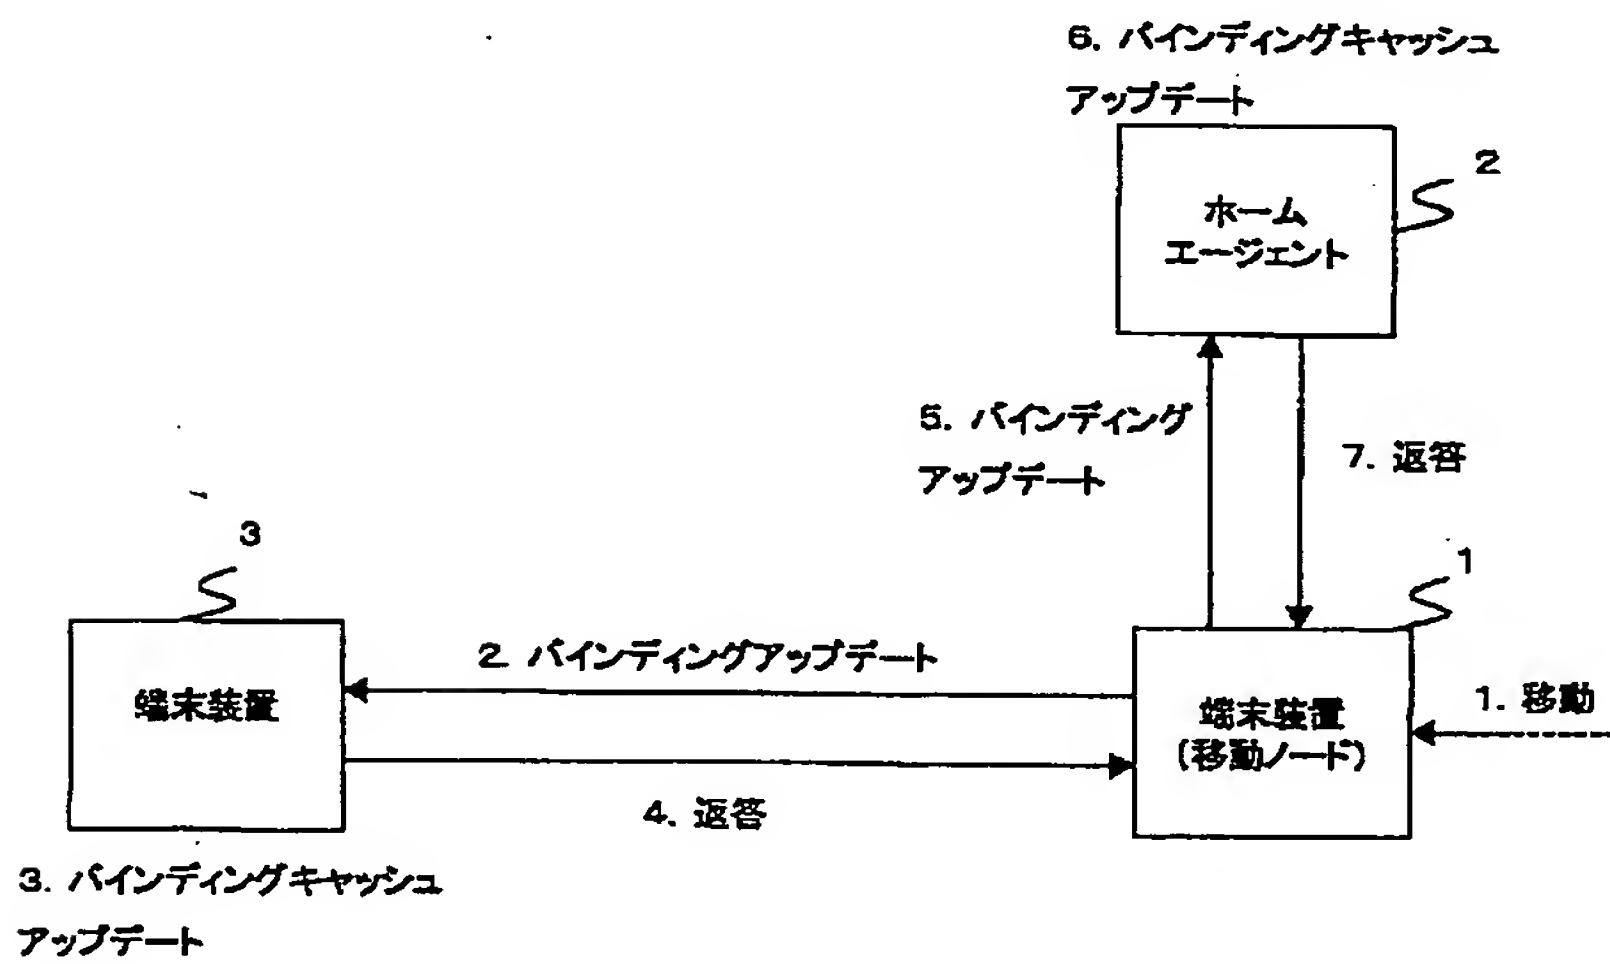 6. バインディングキャッシュ
アップデート
2
ホーム
エージェント
5. バインディング
アップデート
7. 返答
3
1
2. バインディングアップデート
端末装置
端末装置
(移動ノード)
1. 移動
4. 返答
3. バインディングキャッシュ
アップデート